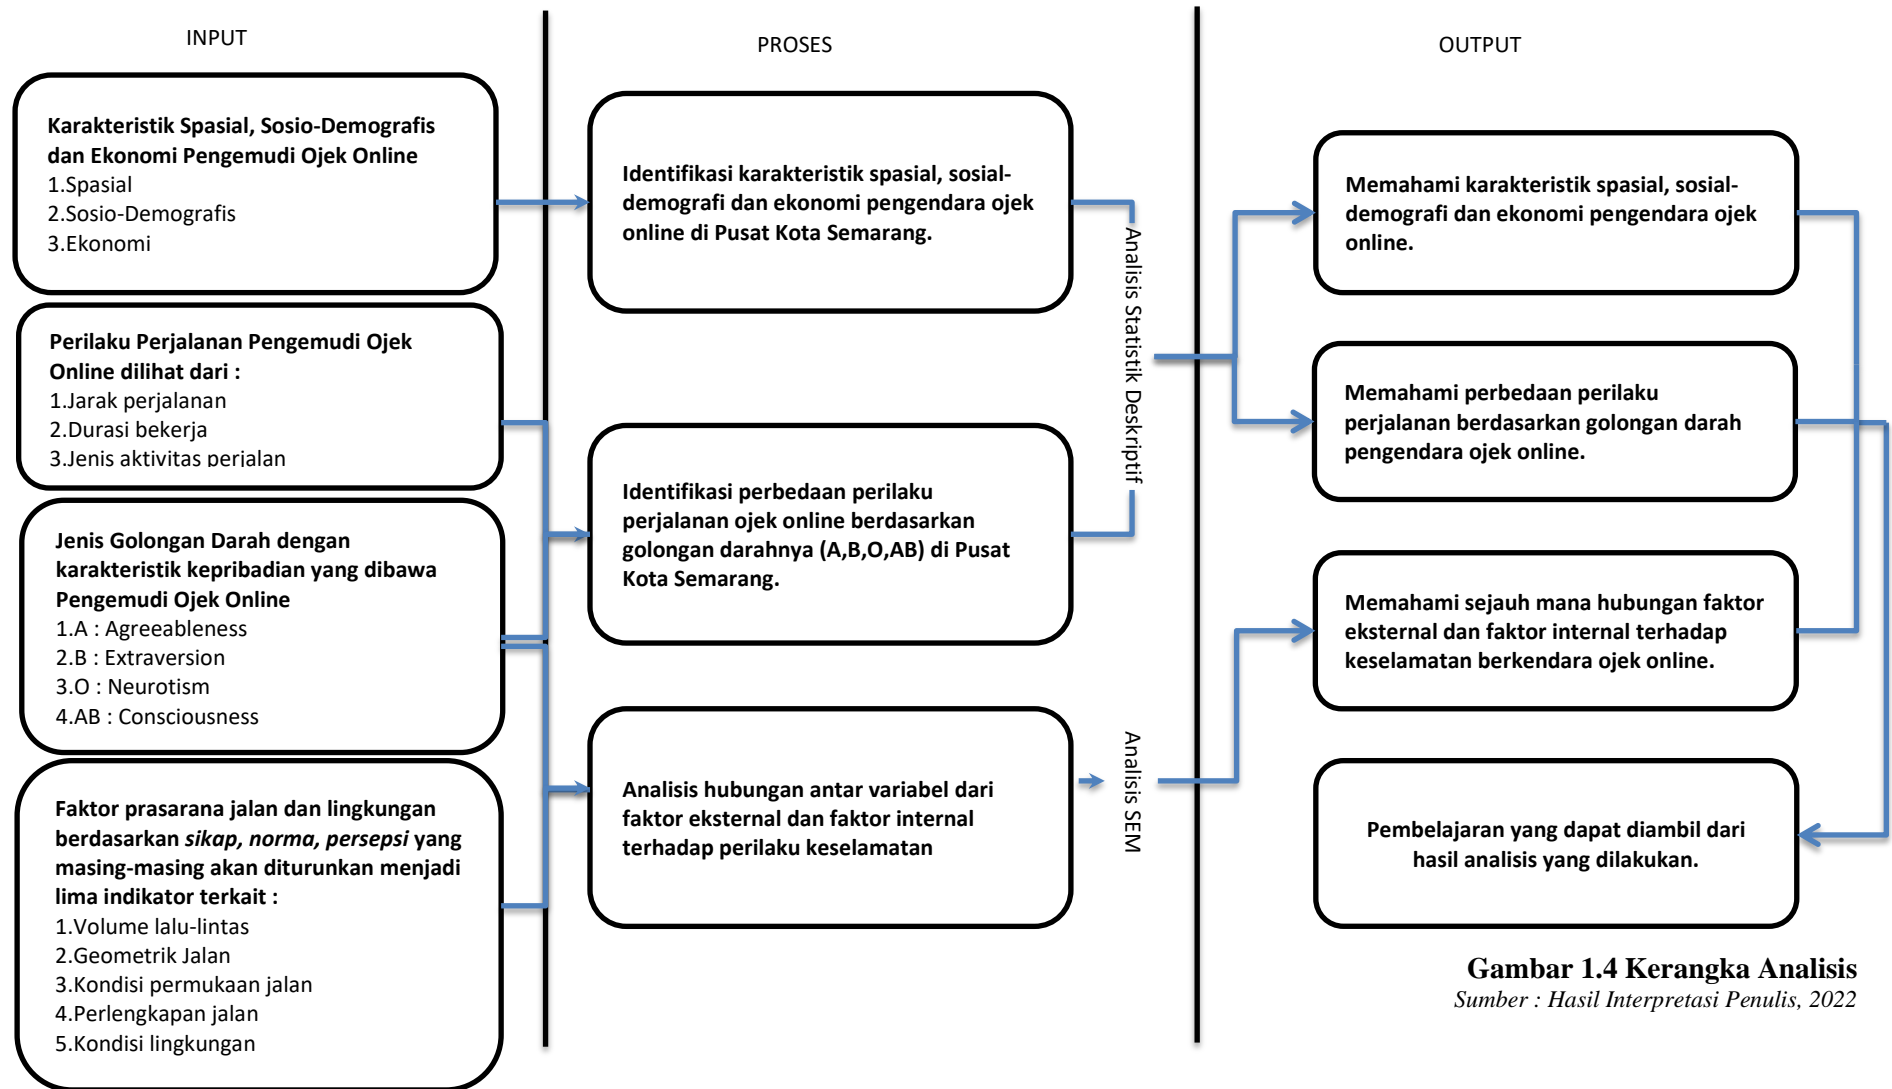 INPUT
Karakteristik Spasial, Sosio-Demografis
dan Ekonomi Pengemudi Ojek Online
1.Spasial
2.Sosio-Demografis
3.Ekonomi
Perilaku Perjalanan Pengemudi Ojek
Online dilihat dari :
1.Jarak perjalanan
2.Durasi bekerja
3.Jenis aktivitas perjalan
Jenis Golongan Darah dengan
karakteristik kepribadian yang dibawa
Pengemudi Ojek Online
1.A : Agreeableness
2.B : Extraversion
3.O : Neurotism
4.AB : Consciousness
Faktor prasarana jalan dan lingkungan
berdasarkan sikap, norma, persepsi yang
masing-masing akan diturunkan menjadi
lima indikator terkait :
1.Volume lalu-lintas
2.Geometrik Jalan
3.Kondisi permukaan jalan
4.Perlengkapan jalan
5.Kondisi lingkungan
PROSES
Identifikasi karakteristik spasial, sosial-
demografi dan ekonomi pengendara ojek
online di Pusat Kota Semarang.
Identifikasi perbedaan perilaku
perjalanan ojek online berdasarkan
golongan darahnya (A,B,O,AB) di Pusat
Kota Semarang.
Analisis hubungan antar variabel dari
faktor eksternal dan faktor internal
terhadap perilaku keselamatan
Analisis Statistik Deskriptif
Analisis SEM
OUTPUT
Memahami karakteristik spasial, sosial-
demografi dan ekonomi pengendara ojek
online.
Memahami perbedaan perilaku
perjalanan berdasarkan golongan darah
pengendara ojek online.
Memahami sejauh mana hubungan faktor
eksternal dan faktor internal terhadap
keselamatan berkendara ojek online.
Pembelajaran yang dapat diambil dari
hasil analisis yang dilakukan.
Gambar 1.4 Kerangka Analisis
Sumber : Hasil Interpretasi Penulis, 2022